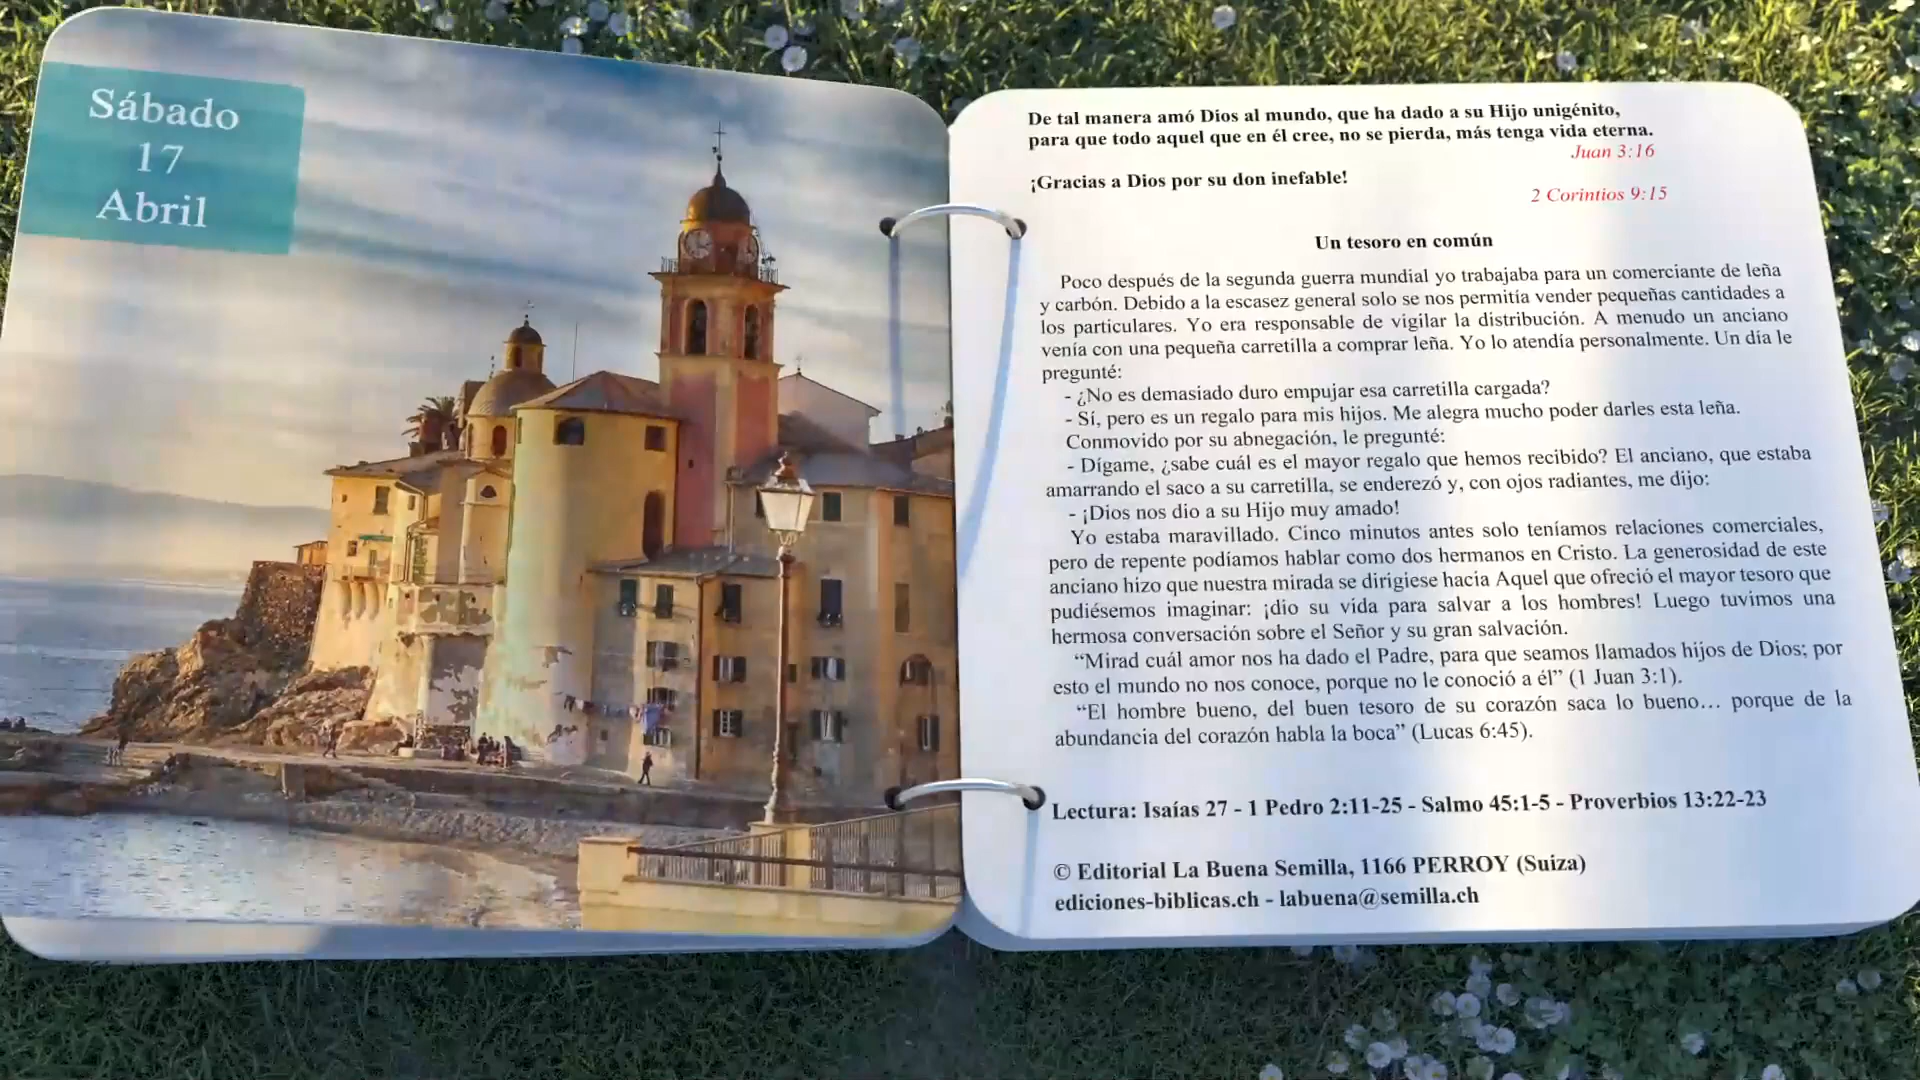 Sábado
17
Abril
De tal manera amó Dios al mundo, que ha dado a su Hijo unigénito,
para que todo aquel que en él cree, no se pierda, más tenga vida eterna.
Juan 3:16
¡Gracias a Dios por su don inefable!
2 Corintios 9:15
Un tesoro en común
Poco después de la segunda guerra mundial yo trabajaba para un comerciante de leña
y carbón. Debido a la escasez general solo se nos permitía vender pequeñas cantidades a
los particulares. Yo era responsable de vigilar la distribución. A menudo un anciano
venía con una pequeña carretilla a comprar leña. Yo lo atendía personalmente. Un día le
pregunté:
- ¿No es demasiado duro empujar esa carretilla cargada?
- Sí, pero es un regalo para mis hijos. Me alegra mucho poder darles esta leña.
Conmovido por su abnegación, le pregunté:
- Dígame, ¿sabe cuál es el mayor regalo que hemos recibido? El anciano, que estaba
amarrando el saco a su carretilla, se enderezó y, con ojos radiantes, me dijo:
- ¡Dios nos dio a su Hijo muy amado!
Yo estaba maravillado. Cinco minutos antes solo teníamos relaciones comerciales,
pero de repente podíamos hablar como dos hermanos en Cristo. La generosidad de este
anciano hizo que nuestra mirada se dirigiese hacia Aquel que ofreció el mayor tesoro que
pudiésemos imaginar: ¡dio su vida para salvar a los hombres! Luego tuvimos una
hermosa conversación sobre el Señor y su gran salvación.
“Mirad cuál amor nos ha dado el Padre, para que seamos llamados hijos de Dios; por
esto el mundo no nos conoce, porque no le conoció a él” (1 Juan 3:1).
“El hombre bueno, del buen tesoro de su corazón saca lo bueno… porque de la
abundancia del corazón habla la boca” (Lucas 6:45).
Lectura: Isaías 27 - 1 Pedro 2:11-25 - Salmo 45:1-5 - Proverbios 13:22-23
© Editorial La Buena Semilla, 1166 PERROY (Suiza)
ediciones-biblicas.ch - labuena@semilla.ch